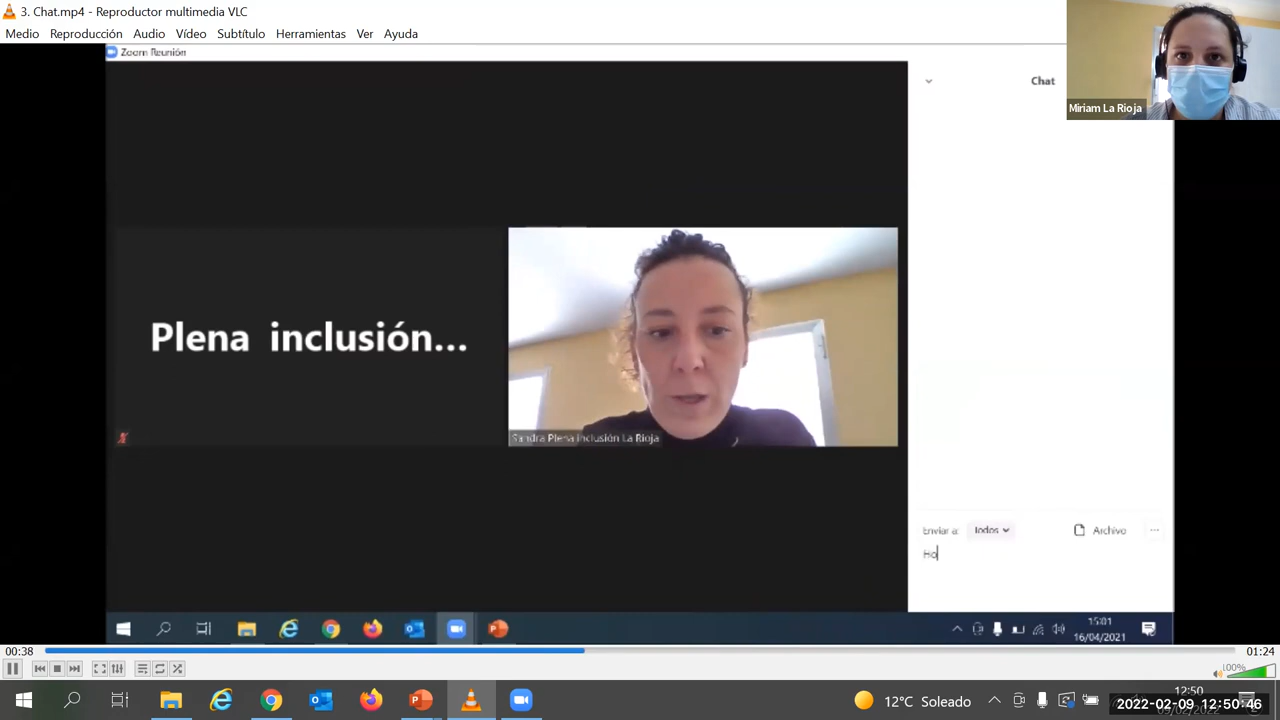 3. Chat.mp4 - Reproductor multimedia VLC
Medio Reproducción Audio Vídeo Subtítulo Herramientas Ver Ayuda
Zoom Reunión
Chat
Miriam La Rioja
Plena inclusión...
Sandra Plena inclusión La Rioja
Enviar a: Todos Archivo ...
Ho
15:01
16/04/2021
00:38
01:24
100%
12°C Soleado
12:50
2022-02-09 12:50:46